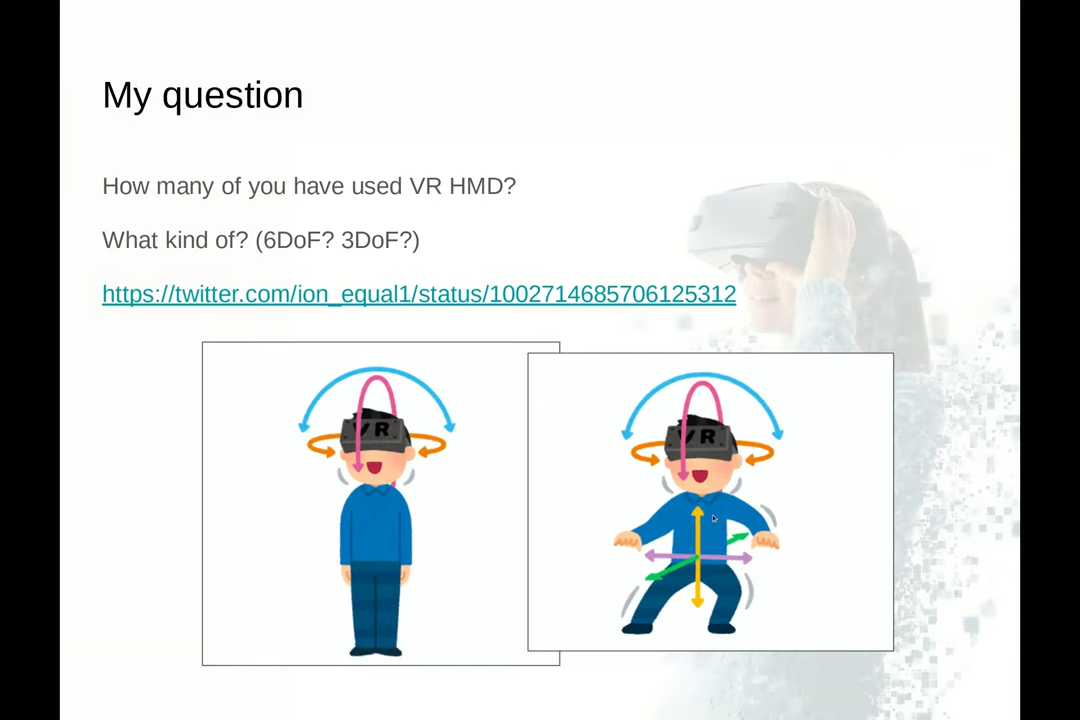 My question
How many of you have used VR HMD?
What kind of? (6DoF? 3DoF?)
https://twitter.com/ion_equal1/status/1002714685706125312
VR
VR